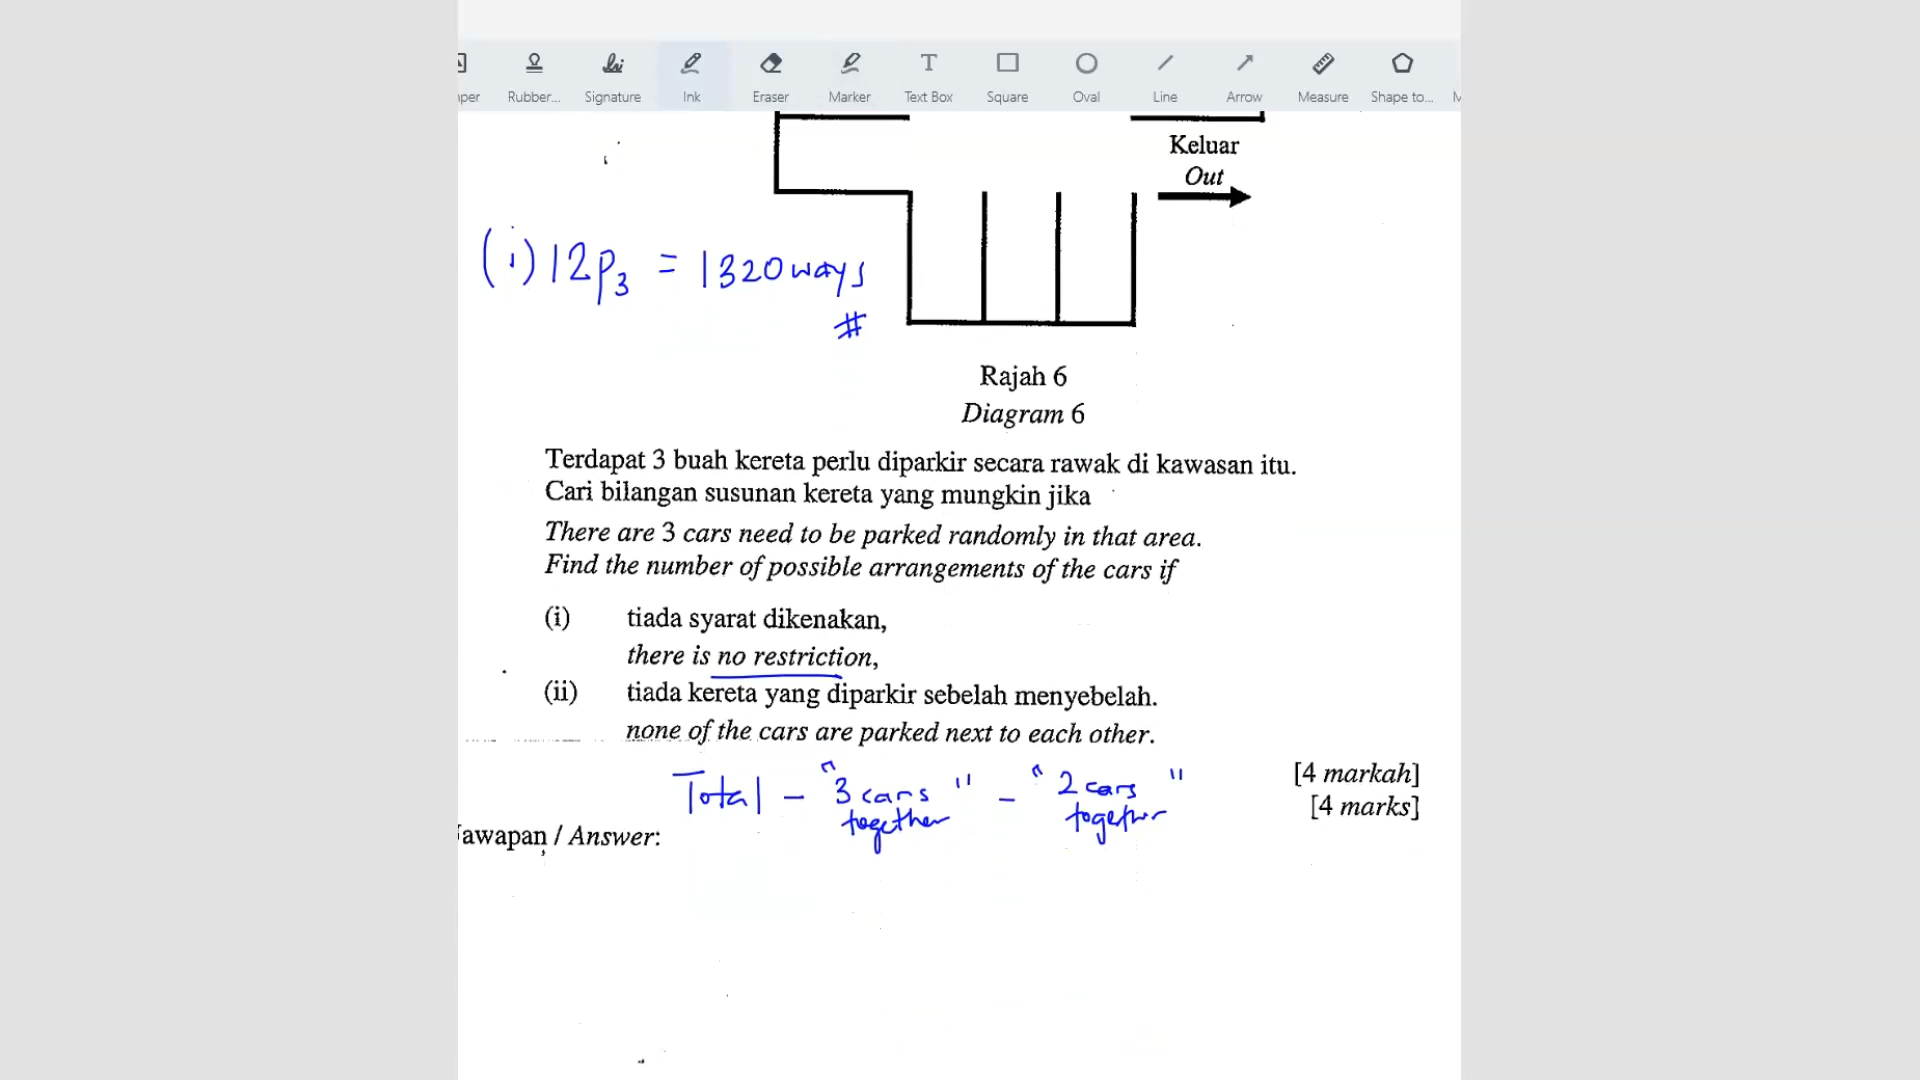 Rubber...
Signature
Ink
Eraser
Marker
Text Box
Square
Oval
Line
Arrow
Measure
Shape to...
Keluar
Out
(i) 12P3 = 1320 ways
#
Rajah 6
Diagram 6
Terdapat 3 buah kereta perlu diparkir secara rawak di kawasan itu.
Cari bilangan susunan kereta yang mungkin jika
There are 3 cars need to be parked randomly in that area.
Find the number of possible arrangements of the cars if
(i) tiada syarat dikenakan,
there is no restriction,
(ii) tiada kereta yang diparkir sebelah menyebelah.
none of the cars are parked next to each other.
[4 markah]
[4 marks]
Total - "3 cars together" - "2 cars together"
Jawapan / Answer: